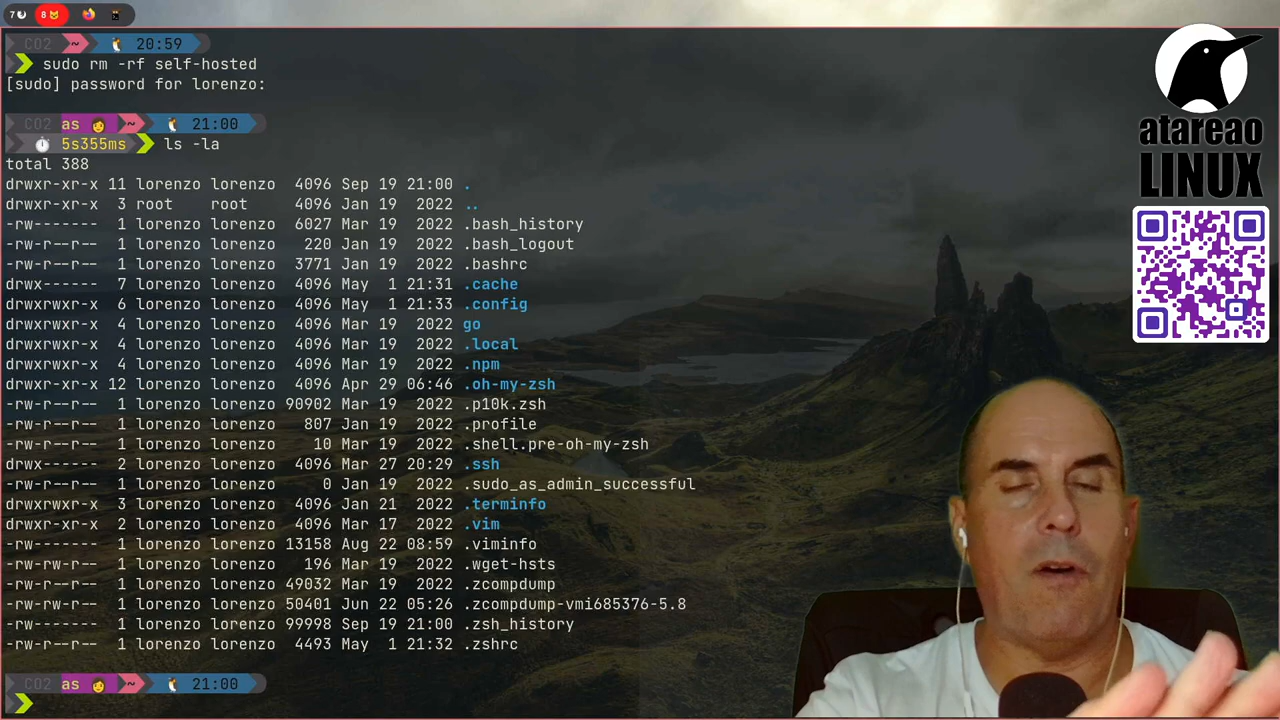 7 8
CO2 ~ 20:59
sudo rm -rf self-hosted
[sudo] password for lorenzo:
CO2 as ~ 21:00
5s355ms ls -la
total 388
drwxr-xr-x 11 lorenzo lorenzo  4096 Sep 19 21:00 .
drwxr-xr-x  3 root    root     4096 Jan 19  2022 ..
-rw-------  1 lorenzo lorenzo  6027 Mar 19  2022 .bash_history
-rw-r--r--  1 lorenzo lorenzo   220 Jan 19  2022 .bash_logout
-rw-r--r--  1 lorenzo lorenzo  3771 Jan 19  2022 .bashrc
drwx------  7 lorenzo lorenzo  4096 May  1 21:31 .cache
drwxrwxr-x  6 lorenzo lorenzo  4096 May  1 21:33 .config
drwxrwxr-x  4 lorenzo lorenzo  4096 Mar 19  2022 go
drwxrwxr-x  4 lorenzo lorenzo  4096 Mar 19  2022 .local
drwxrwxr-x  4 lorenzo lorenzo  4096 Mar 19  2022 .npm
drwxr-xr-x 12 lorenzo lorenzo  4096 Apr 29 06:46 .oh-my-zsh
-rw-r--r--  1 lorenzo lorenzo 90902 Mar 19  2022 .p10k.zsh
-rw-r--r--  1 lorenzo lorenzo   807 Jan 19  2022 .profile
-rw-r--r--  1 lorenzo lorenzo    10 Mar 19  2022 .shell.pre-oh-my-zsh
drwx------  2 lorenzo lorenzo  4096 Mar 27 20:29 .ssh
-rw-r--r--  1 lorenzo lorenzo     0 Jan 19  2022 .sudo_as_admin_successful
drwxrwxr-x  3 lorenzo lorenzo  4096 Jan 21  2022 .terminfo
drwxr-xr-x  2 lorenzo lorenzo  4096 Mar 17  2022 .vim
-rw-------  1 lorenzo lorenzo 13158 Aug 22 08:59 .viminfo
-rw-rw-r--  1 lorenzo lorenzo   196 Mar 19  2022 .wget-hsts
-rw-rw-r--  1 lorenzo lorenzo 49032 Mar 19  2022 .zcompdump
-rw-rw-r--  1 lorenzo lorenzo 50401 Jun 22 05:26 .zcompdump-vmi685376-5.8
-rw-------  1 lorenzo lorenzo 99998 Sep 19 21:00 .zsh_history
-rw-r--r--  1 lorenzo lorenzo  4493 May  1 21:32 .zshrc
CO2 as ~ 21:00
atareao
LINUX